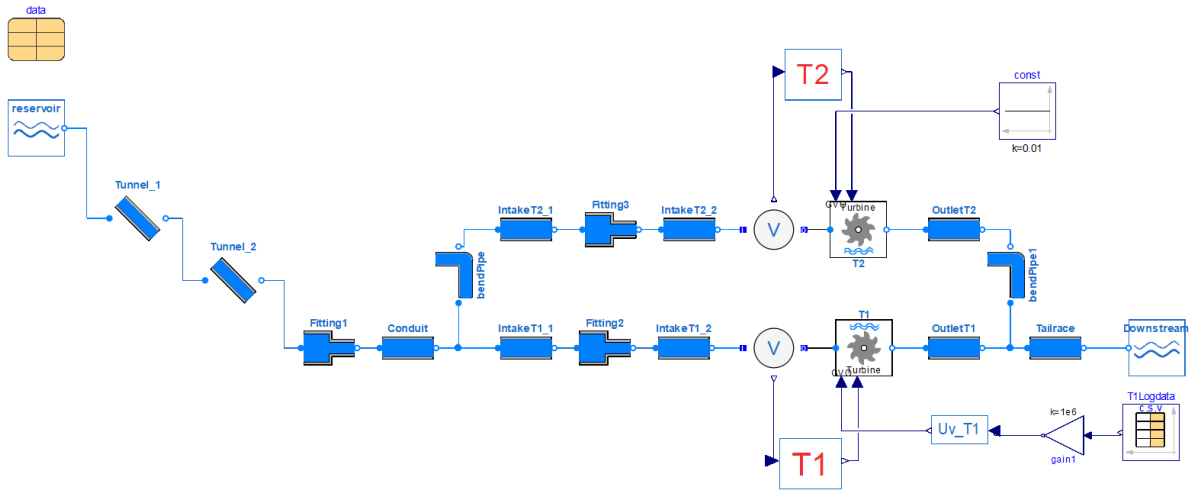 data
reservoir
T2
const
k=0.01
Tunnel_1
IntakeT2_1
Fitting3
IntakeT2_2
V
Turbine
T2
OutletT2
Tunnel_2
bendPipe
bendPipe1
Fitting1
Conduit
IntakeT1_1
Fitting2
IntakeT1_2
V
T1
Turbine
OutletT1
Tailrace
Downstream
T1Logdata
c.s.v
k=1e6
Uv_T1
gain1
T1